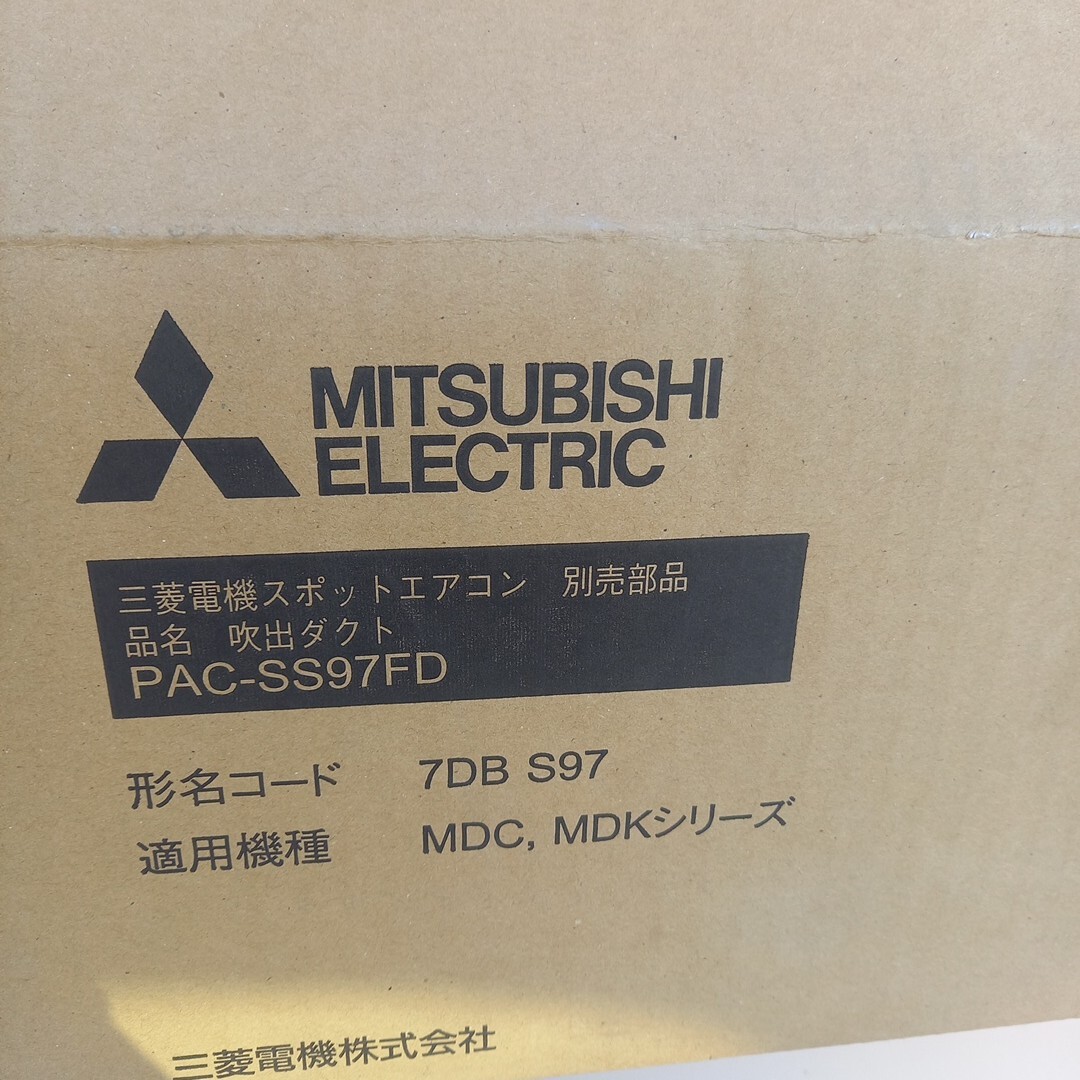 MITSUBISHI
ELECTRIC
三菱電機スポットエアコン　別売部品
品名　吹出ダクト
PAC-SS97FD
形名コード　7DB S97
適用機種　MDC, MDKシリーズ
三菱電機株式会社